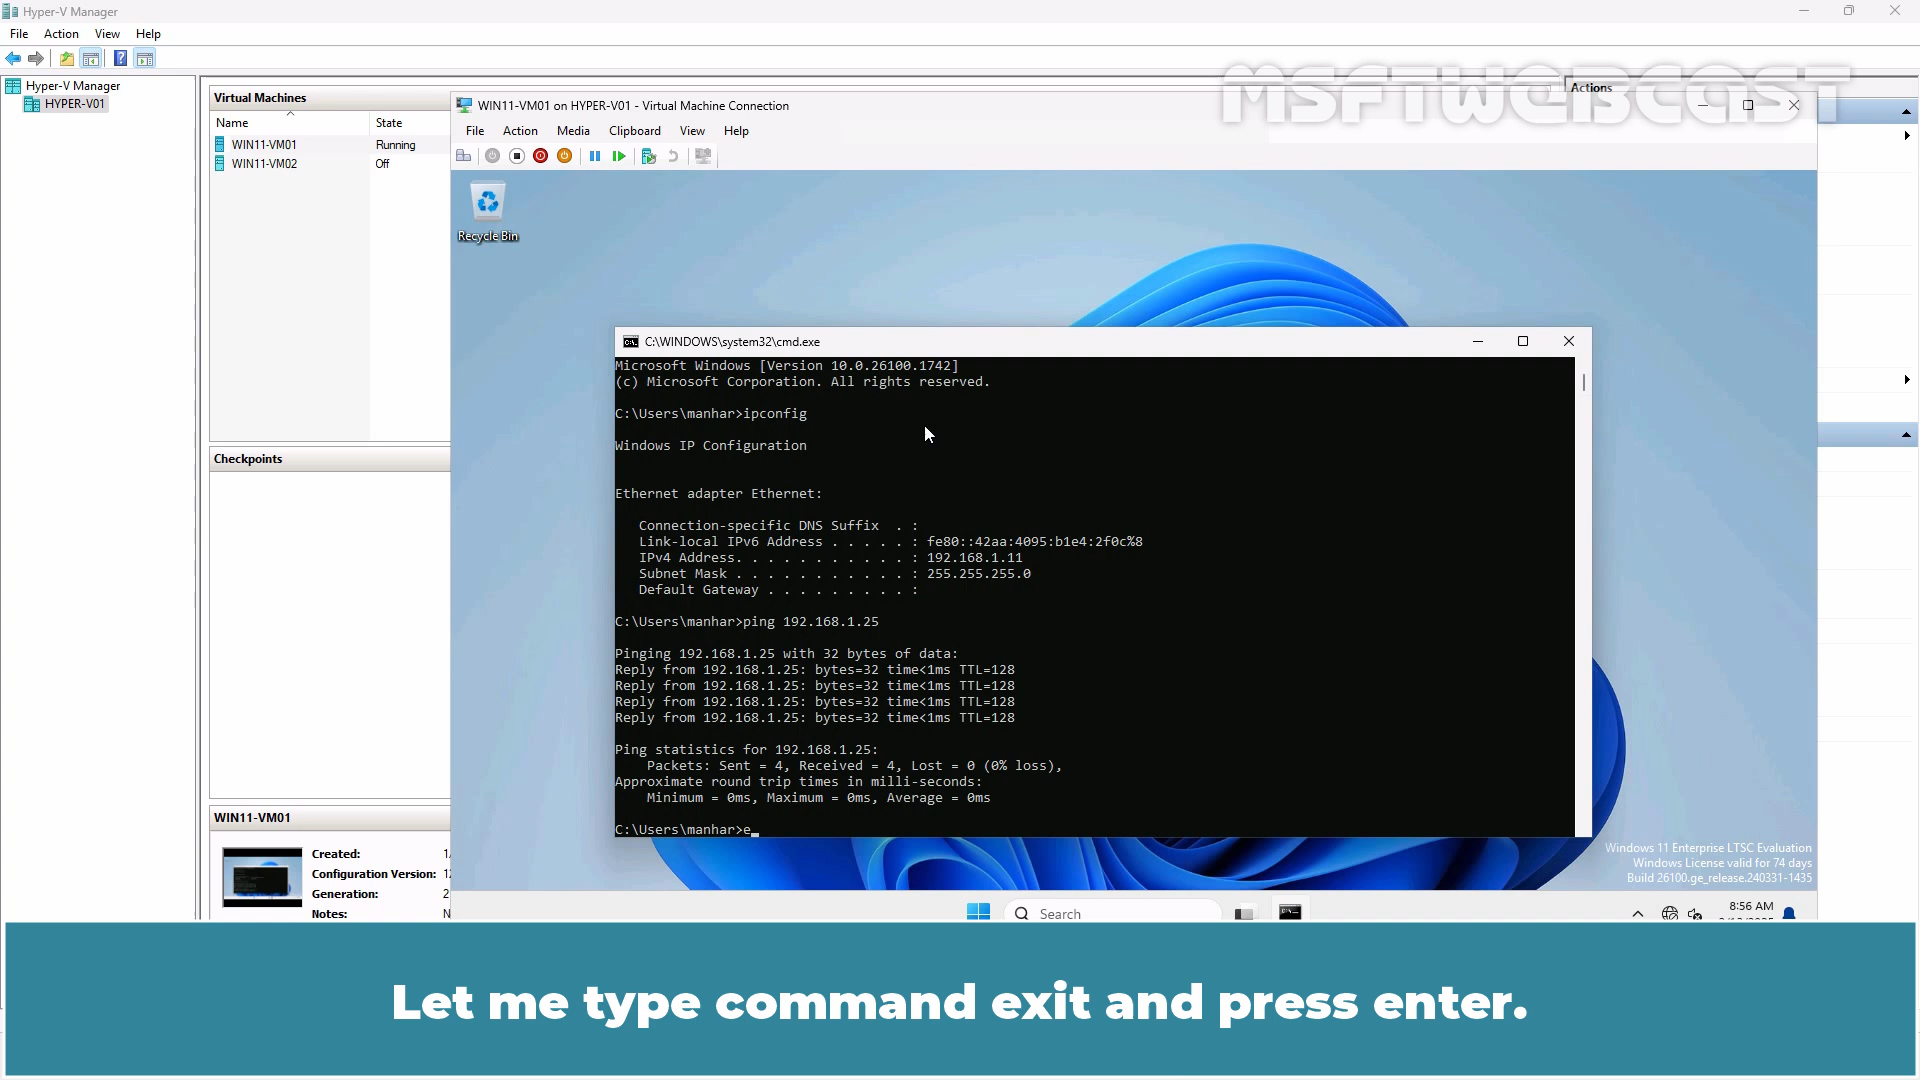 Hyper-V Manager
File Action View Help
Hyper-V Manager
HYPER-V01
Virtual Machines
Name State
WIN11-VM01 Running
WIN11-VM02 Off
Checkpoints
WIN11-VM01
Created:
Configuration Version:
Generation: 2
Notes:
Actions
MSFTWEBCAST
WIN11-VM01 on HYPER-V01 - Virtual Machine Connection
File Action Media Clipboard View Help
Recycle Bin
C:\WINDOWS\system32\cmd.exe
Microsoft Windows [Version 10.0.26100.1742]
(c) Microsoft Corporation. All rights reserved.
C:\Users\manhar>ipconfig
Windows IP Configuration
Ethernet adapter Ethernet:
Connection-specific DNS Suffix . :
Link-local IPv6 Address . . . . . : fe80::42aa:4095:b1e4:2f0c%8
IPv4 Address. . . . . . . . . . . : 192.168.1.11
Subnet Mask . . . . . . . . . . . : 255.255.255.0
Default Gateway . . . . . . . . . :
C:\Users\manhar>ping 192.168.1.25
Pinging 192.168.1.25 with 32 bytes of data:
Reply from 192.168.1.25: bytes=32 time<1ms TTL=128
Reply from 192.168.1.25: bytes=32 time<1ms TTL=128
Reply from 192.168.1.25: bytes=32 time<1ms TTL=128
Reply from 192.168.1.25: bytes=32 time<1ms TTL=128
Ping statistics for 192.168.1.25:
Packets: Sent = 4, Received = 4, Lost = 0 (0% loss),
Approximate round trip times in milli-seconds:
Minimum = 0ms, Maximum = 0ms, Average = 0ms
C:\Users\manhar>e_
Windows 11 Enterprise LTSC Evaluation
Windows License valid for 74 days
Build 26100.ge_release.240331-1435
Search
8:56 AM
Let me type command exit and press enter.